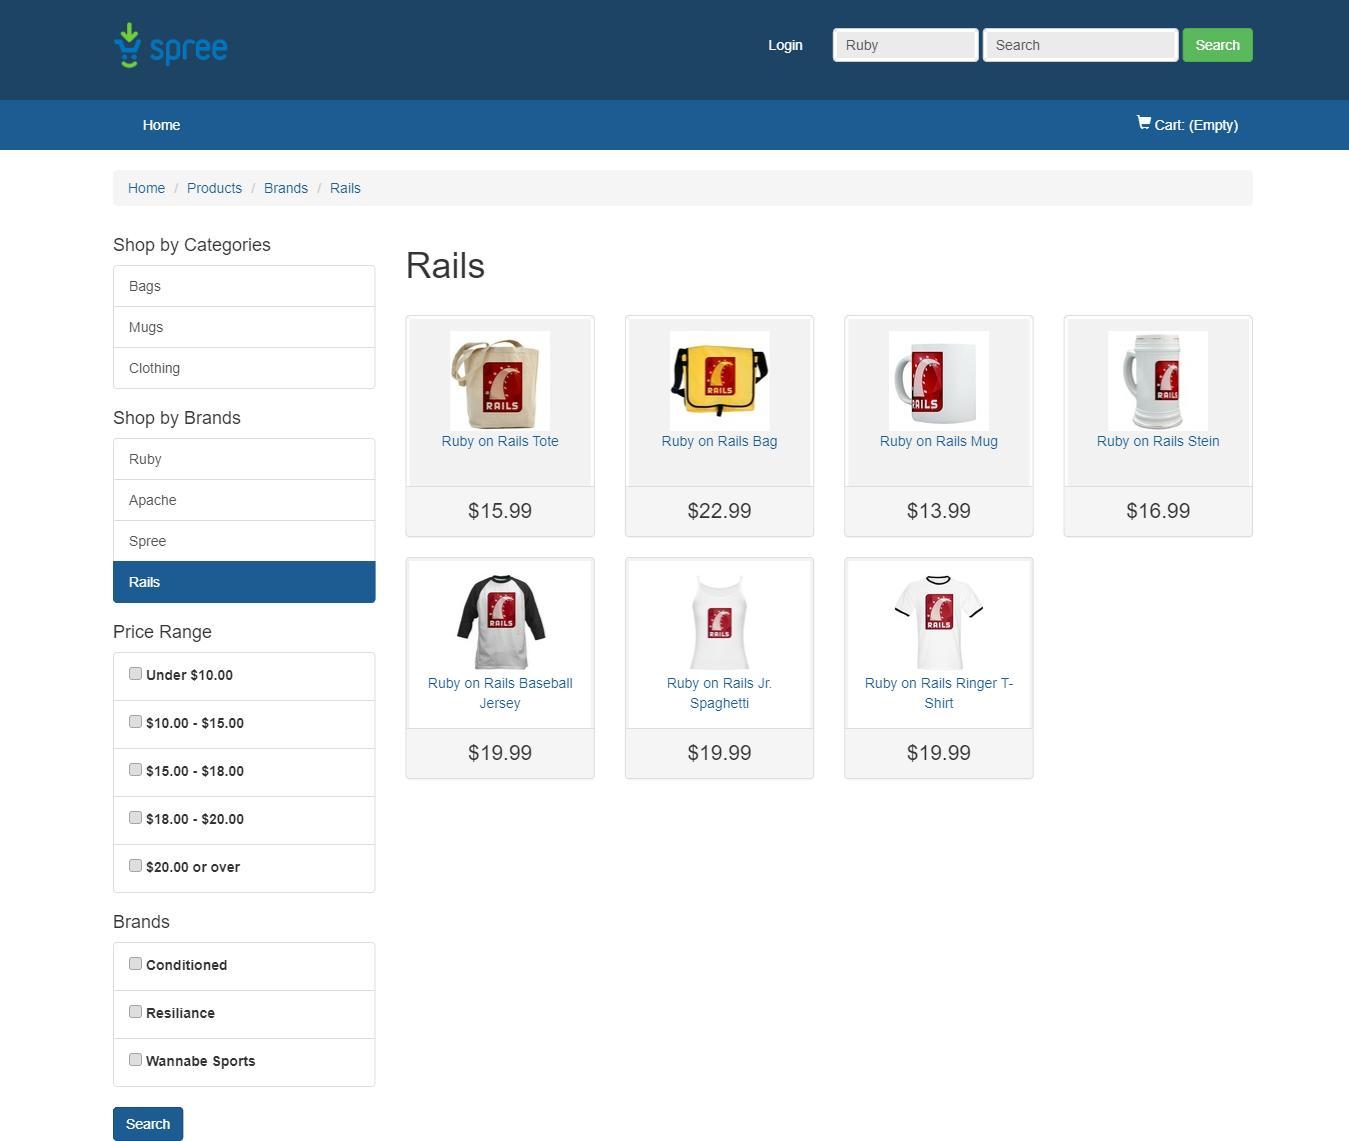 spree
Login
Ruby
Search
Search
Home
Cart: (Empty)
Home / Products / Brands / Rails
Shop by Categories
Bags
Mugs
Clothing
Shop by Brands
Ruby
Apache
Spree
Rails
Price Range
Under $10.00
$10.00 - $15.00
$15.00 - $18.00
$18.00 - $20.00
$20.00 or over
Brands
Conditioned
Resiliance
Wannabe Sports
Search
Rails
RAILS
Ruby on Rails Tote
$15.99
RAILS
Ruby on Rails Bag
$22.99
RAILS
Ruby on Rails Mug
$13.99
RAILS
Ruby on Rails Stein
$16.99
RAILS
Ruby on Rails Baseball
Jersey
$19.99
RAILS
Ruby on Rails Jr.
Spaghetti
$19.99
RAILS
Ruby on Rails Ringer T-
Shirt
$19.99